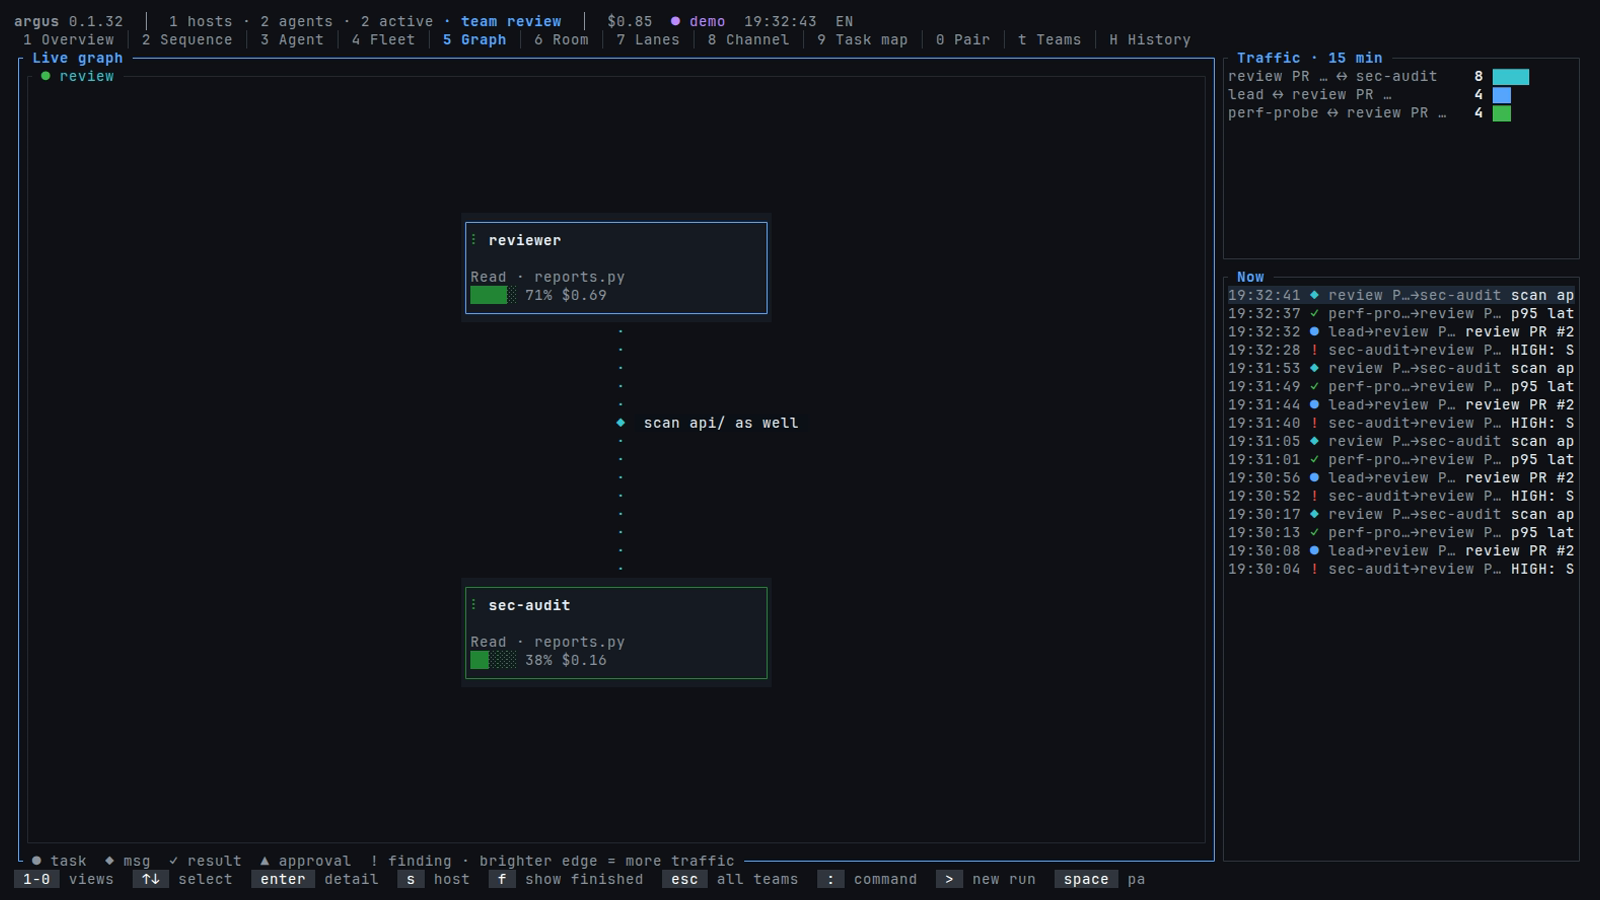 argus 0.1.32 │ 1 hosts · 2 agents · 2 active · team review │ $0.85 ● demo 19:32:43 EN
1 Overview │ 2 Sequence │ 3 Agent │ 4 Fleet │ 5 Graph │ 6 Room │ 7 Lanes │ 8 Channel │ 9 Task map │ 0 Pair │ t Teams │ H History
Live graph
● review
⋮ reviewer
Read · reports.py
71% $0.69
◆ scan api/ as well
⋮ sec-audit
Read · reports.py
38% $0.16
● task ◆ msg ✓ result ▲ approval ! finding · brighter edge = more traffic
Traffic · 15 min
review PR … ↔ sec-audit 8
lead ↔ review PR … 4
perf-probe ↔ review PR … 4
Now
19:32:41 ◆ review P…→sec-audit scan ap
19:32:37 ✓ perf-pro…→review P… p95 lat
19:32:32 ● lead→review P… review PR #2
19:32:28 ! sec-audit→review P… HIGH: S
19:31:53 ◆ review P…→sec-audit scan ap
19:31:49 ✓ perf-pro…→review P… p95 lat
19:31:44 ● lead→review P… review PR #2
19:31:40 ! sec-audit→review P… HIGH: S
19:31:05 ◆ review P…→sec-audit scan ap
19:31:01 ✓ perf-pro…→review P… p95 lat
19:30:56 ● lead→review P… review PR #2
19:30:52 ! sec-audit→review P… HIGH: S
19:30:17 ◆ review P…→sec-audit scan ap
19:30:13 ✓ perf-pro…→review P… p95 lat
19:30:08 ● lead→review P… review PR #2
19:30:04 ! sec-audit→review P… HIGH: S
1-0 views ↑↓ select enter detail s host f show finished esc all teams : command > new run space pa